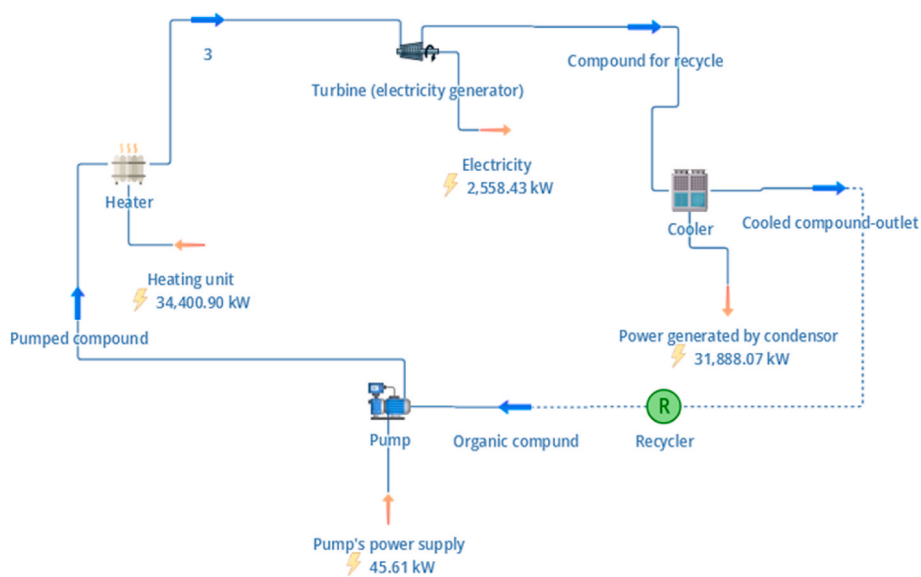 3
Compound for recycle
Turbine (electricity generator)
Electricity
2,558.43 kW
Heater
Cooler
Cooled compound-outlet
Heating unit
34,400.90 kW
Pumped compound
Power generated by condensor
31,888.07 kW
R
Pump
Organic compund
Recycler
Pump's power supply
45.61 kW